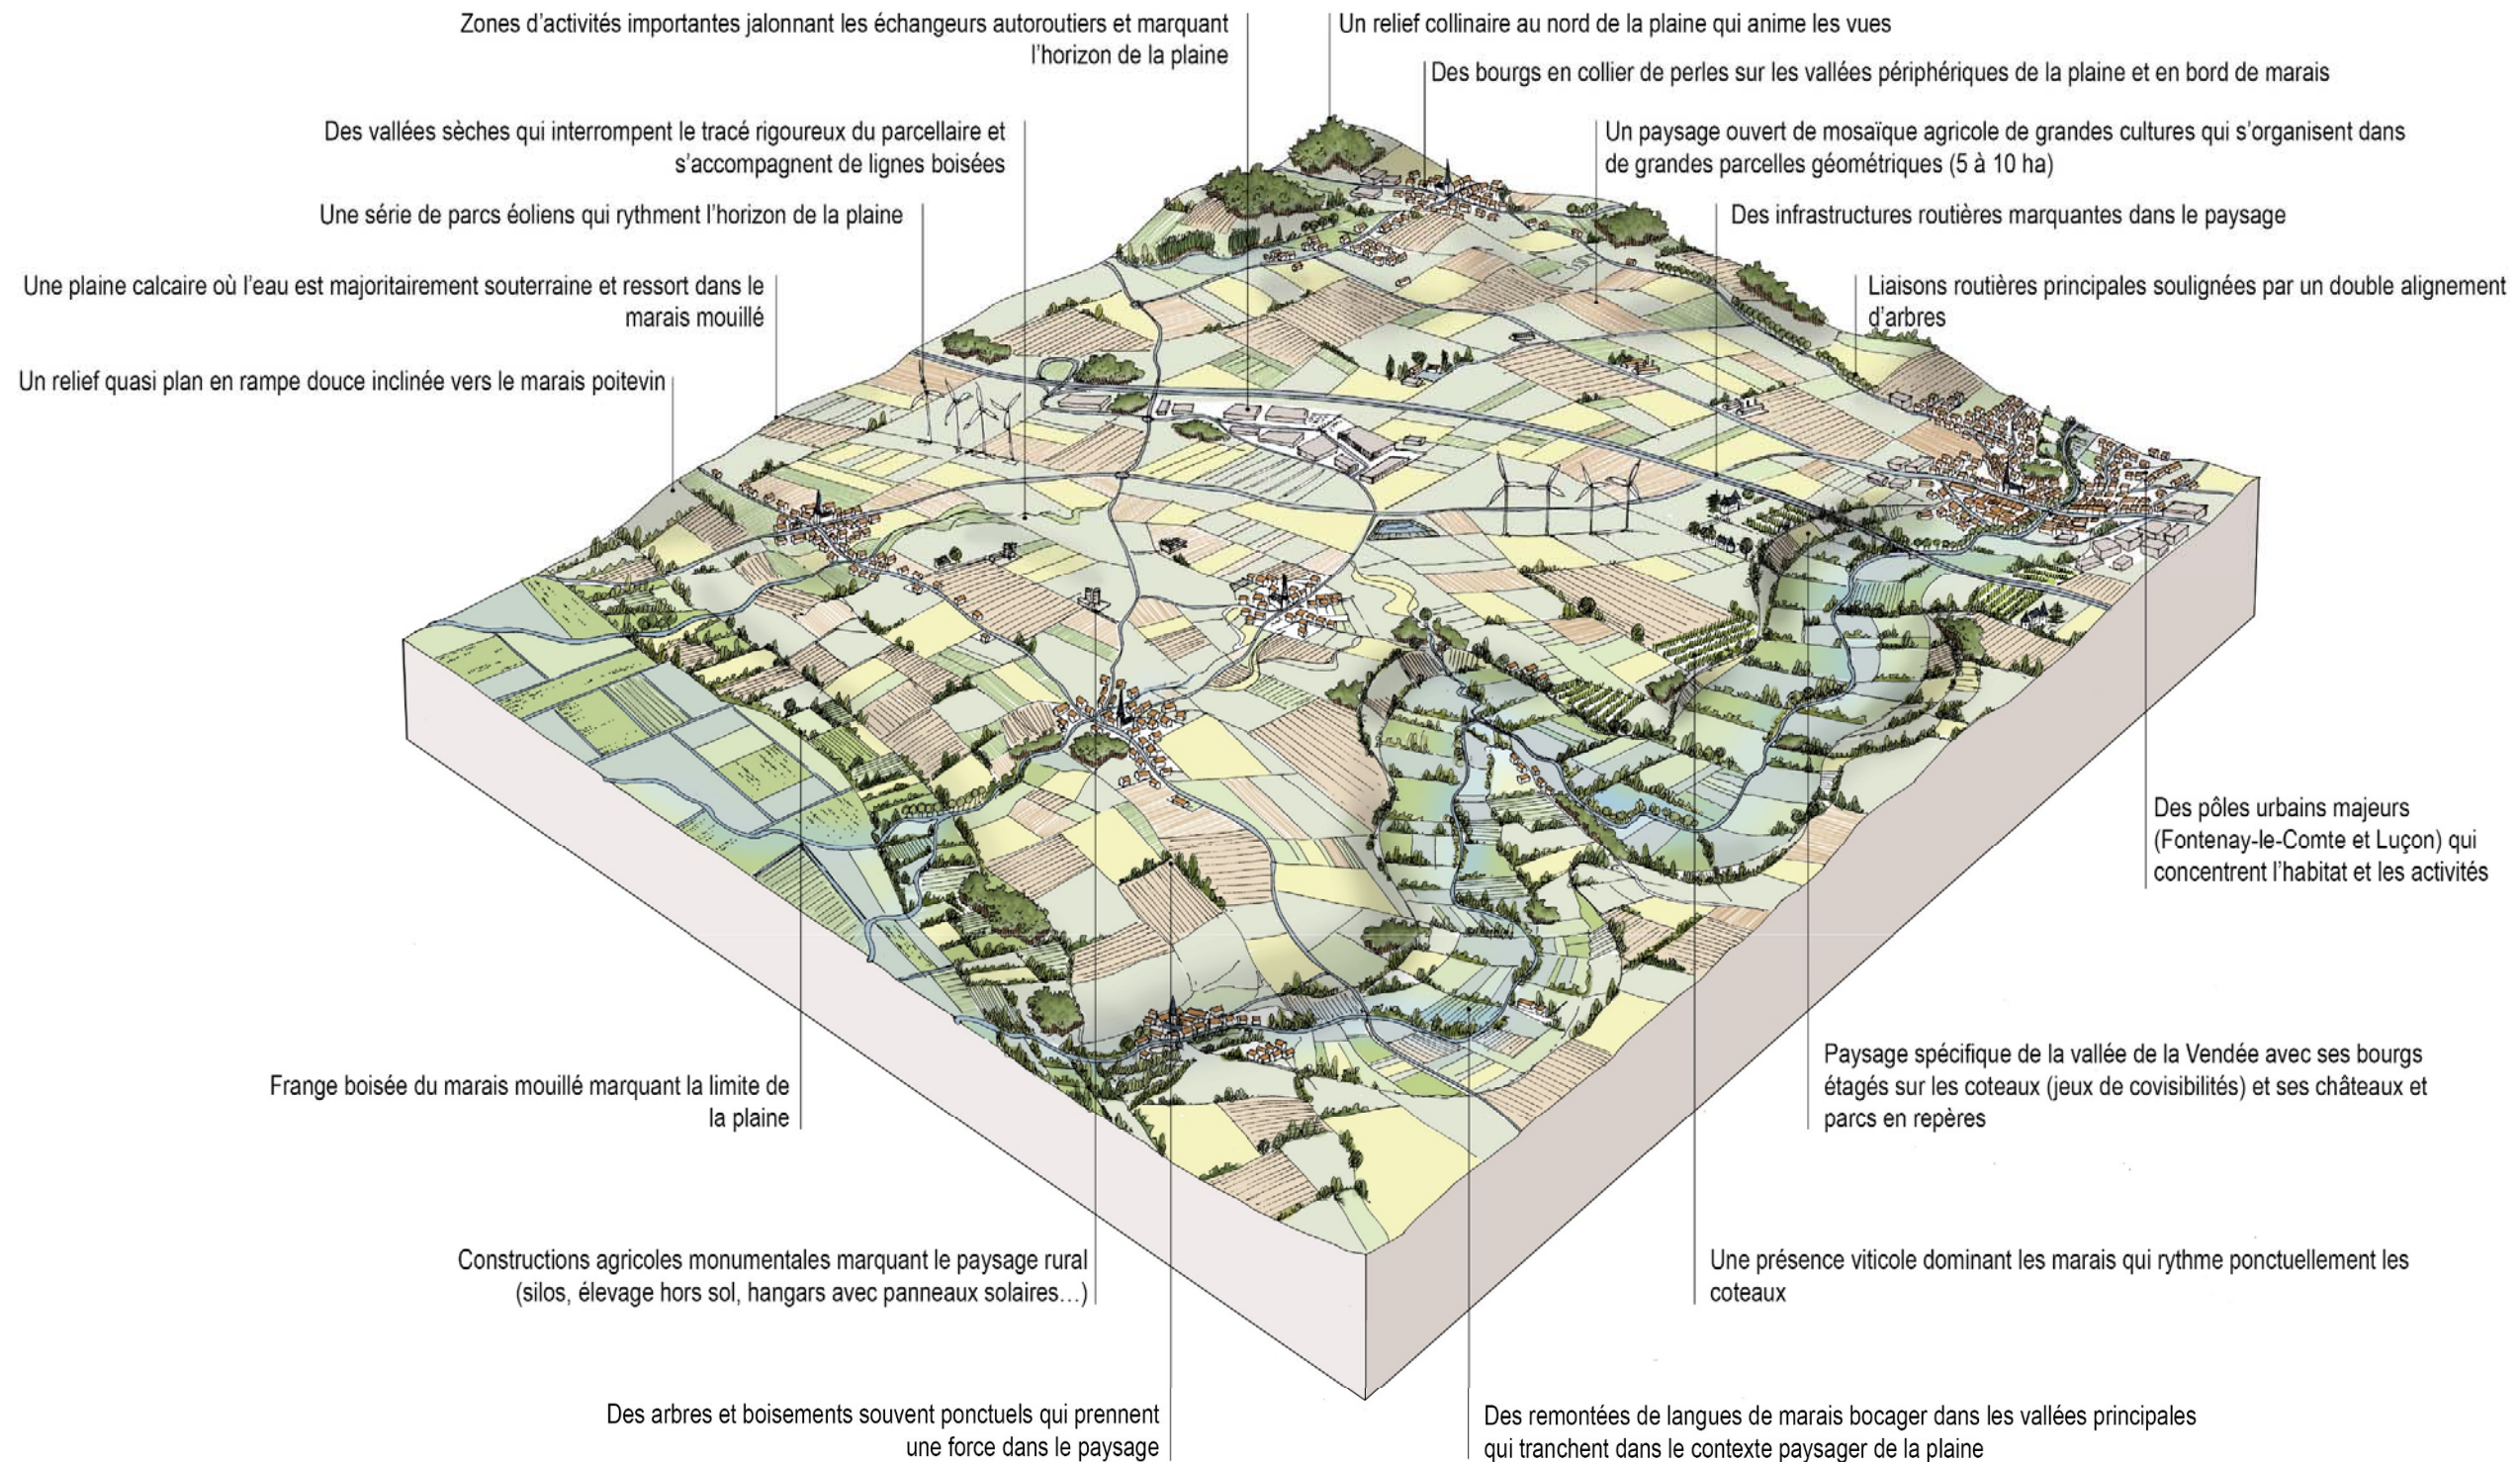 Zones d’activités importantes jalonnant les échangeurs autoroutiers et marquant
l’horizon de la plaine
Un relief collinaire au nord de la plaine qui anime les vues
Des bourgs en collier de perles sur les vallées périphériques de la plaine et en bord de marais
Des vallées sèches qui interrompent le tracé rigoureux du parcellaire et
s’accompagnent de lignes boisées
Un paysage ouvert de mosaïque agricole de grandes cultures qui s’organisent dans
de grandes parcelles géométriques (5 à 10 ha)
Une série de parcs éoliens qui rythment l’horizon de la plaine
Des infrastructures routières marquantes dans le paysage
Une plaine calcaire où l’eau est majoritairement souterraine et ressort dans le
marais mouillé
Liaisons routières principales soulignées par un double alignement
d’arbres
Un relief quasi plan en rampe douce inclinée vers le marais poitevin
Des pôles urbains majeurs
(Fontenay-le-Comte et Luçon) qui
concentrent l’habitat et les activités
Frange boisée du marais mouillé marquant la limite de
la plaine
Paysage spécifique de la vallée de la Vendée avec ses bourgs
étagés sur les coteaux (jeux de covisibilités) et ses châteaux et
parcs en repères
Constructions agricoles monumentales marquant le paysage rural
(silos, élevage hors sol, hangars avec panneaux solaires…)
Une présence viticole dominant les marais qui rythme ponctuellement les
coteaux
Des arbres et boisements souvent ponctuels qui prennent
une force dans le paysage
Des remontées de langues de marais bocager dans les vallées principales
qui tranchent dans le contexte paysager de la plaine